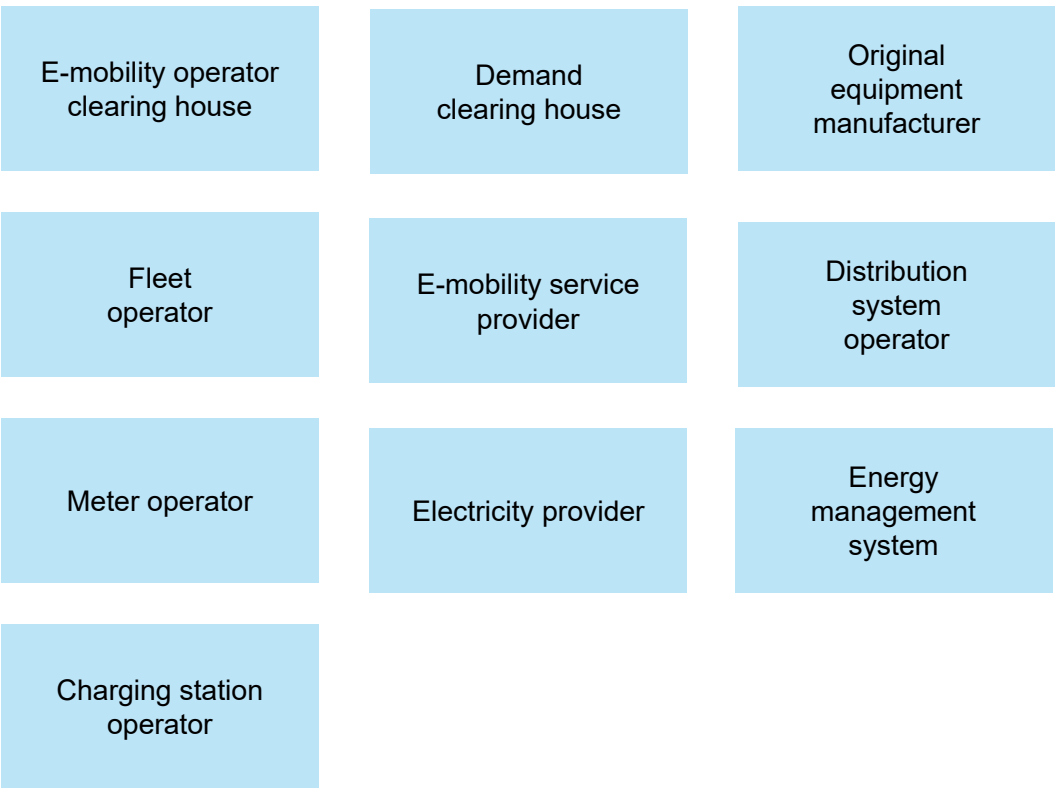 E-mobility operator
clearing house
Demand
clearing house
Original
equipment
manufacturer
Fleet
operator
E-mobility service
provider
Distribution
system
operator
Meter operator
Electricity provider
Energy
management
system
Charging station
operator